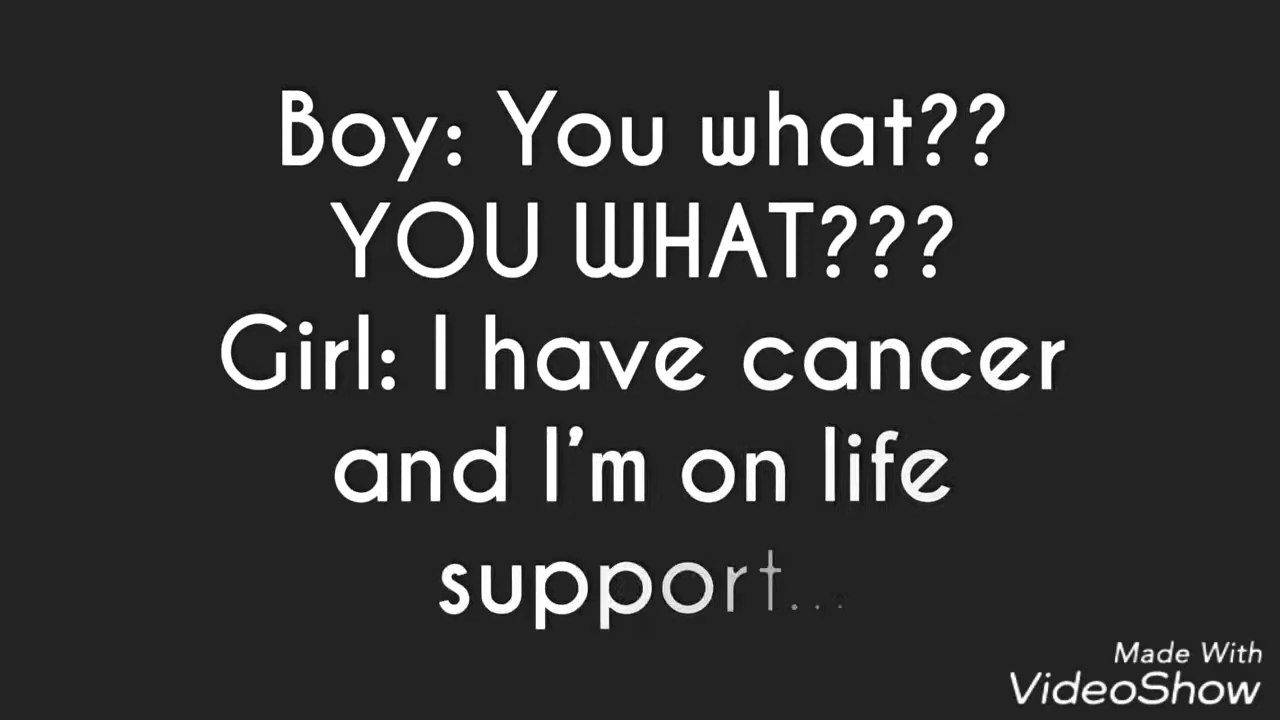 Boy: You what??
YOU WHAT???
Girl: I have cancer
and I'm on life
support...
Made With
VideoShow